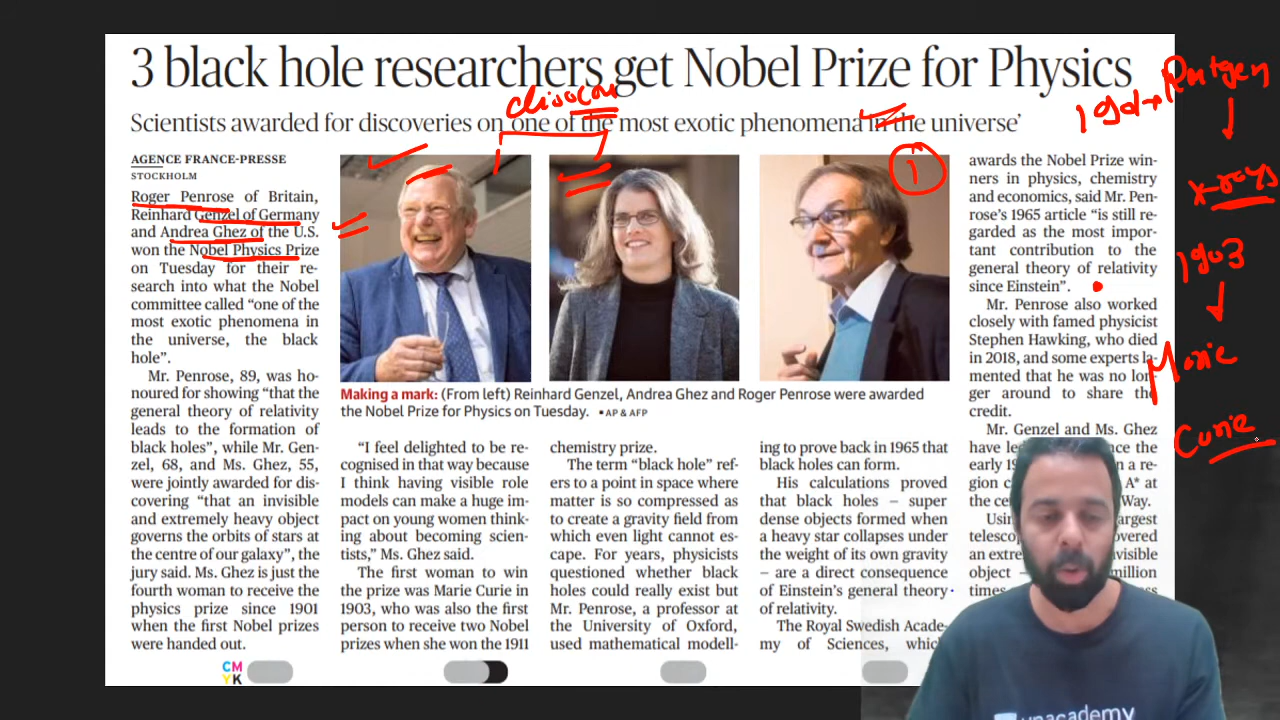 3 black hole researchers get Nobel Prize for Physics
Scientists awarded for discoveries on 'one of the most exotic phenomena in the universe'
AGENCE FRANCE-PRESSE
STOCKHOLM
Roger Penrose of Britain,
Reinhard Genzel of Germany
and Andrea Ghez of the U.S.
won the Nobel Physics Prize
on Tuesday for their re-
search into what the Nobel
committee called "one of the
most exotic phenomena in
the universe, the black
hole".
Mr. Penrose, 89, was ho-
noured for showing "that the
general theory of relativity
leads to the formation of
black holes", while Mr. Gen-
zel, 68, and Ms. Ghez, 55,
were jointly awarded for dis-
covering "that an invisible
and extremely heavy object
governs the orbits of stars at
the centre of our galaxy", the
jury said. Ms. Ghez is just the
fourth woman to receive the
physics prize since 1901
when the first Nobel prizes
were handed out.
Making a mark: (From left) Reinhard Genzel, Andrea Ghez and Roger Penrose were awarded
the Nobel Prize for Physics on Tuesday. ▪AP & AFP
"I feel delighted to be re-
cognised in that way because
I think having visible role
models can make a huge im-
pact on young women think-
ing about becoming scien-
tists," Ms. Ghez said.
The first woman to win
the prize was Marie Curie in
1903, who was also the first
person to receive two Nobel
prizes when she won the 1911
chemistry prize.
The term "black hole" ref-
ers to a point in space where
matter is so compressed as
to create a gravity field from
which even light cannot es-
cape. For years, physicists
questioned whether black
holes could really exist but
Mr. Penrose, a professor at
the University of Oxford,
used mathematical modell-
ing to prove back in 1965 that
black holes can form.
His calculations proved
that black holes – super
dense objects formed when
a heavy star collapses under
the weight of its own gravity
– are a direct consequence
of Einstein's general theory
of relativity.
The Royal Swedish Acade-
my of Sciences, which
awards the Nobel Prize win-
ners in physics, chemistry
and economics, said Mr. Pen-
rose's 1965 article "is still re-
garded as the most impor-
tant contribution to the
general theory of relativity
since Einstein".
Mr. Penrose also worked
closely with famed physicist
Stephen Hawking, who died
in 2018, and some experts la-
mented that he was no lon-
ger around to share the
credit.
Mr. Genzel and Ms. Ghez
have
early
gion A* at
the Way.
Using largest
telesc overed
an visible
object – million
times
CMYK
1
x-rays
1903
Marie
Curie
unacademy